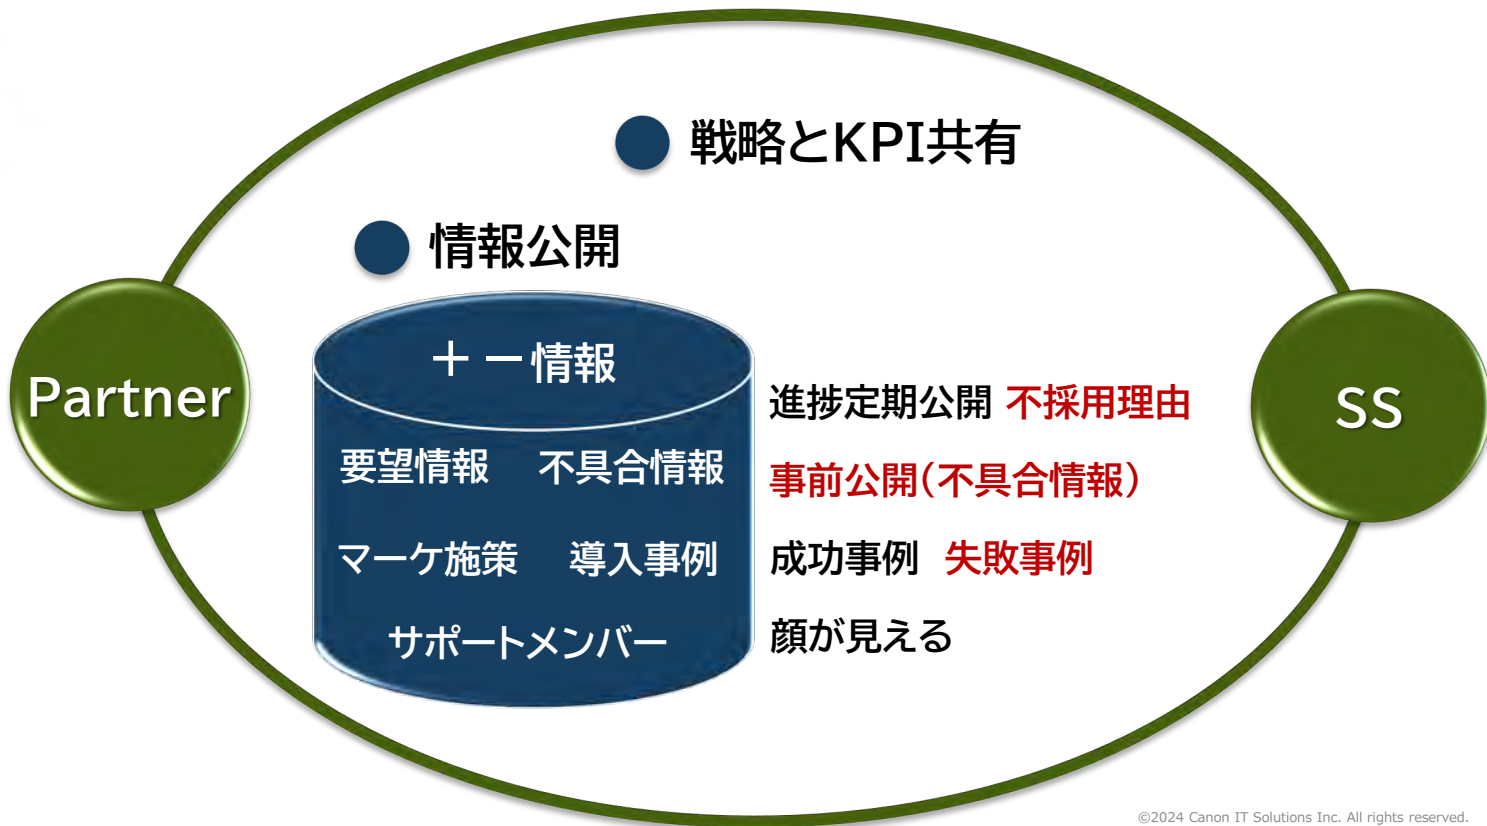 戦略とKPI共有
情報公開
Partner
+ −情報
要望情報 不具合情報
マーケ施策 導入事例
サポートメンバー
進捗定期公開 不採用理由
事前公開(不具合情報)
成功事例 失敗事例
顔が見える
SS
©2024 Canon IT Solutions Inc. All rights reserved.